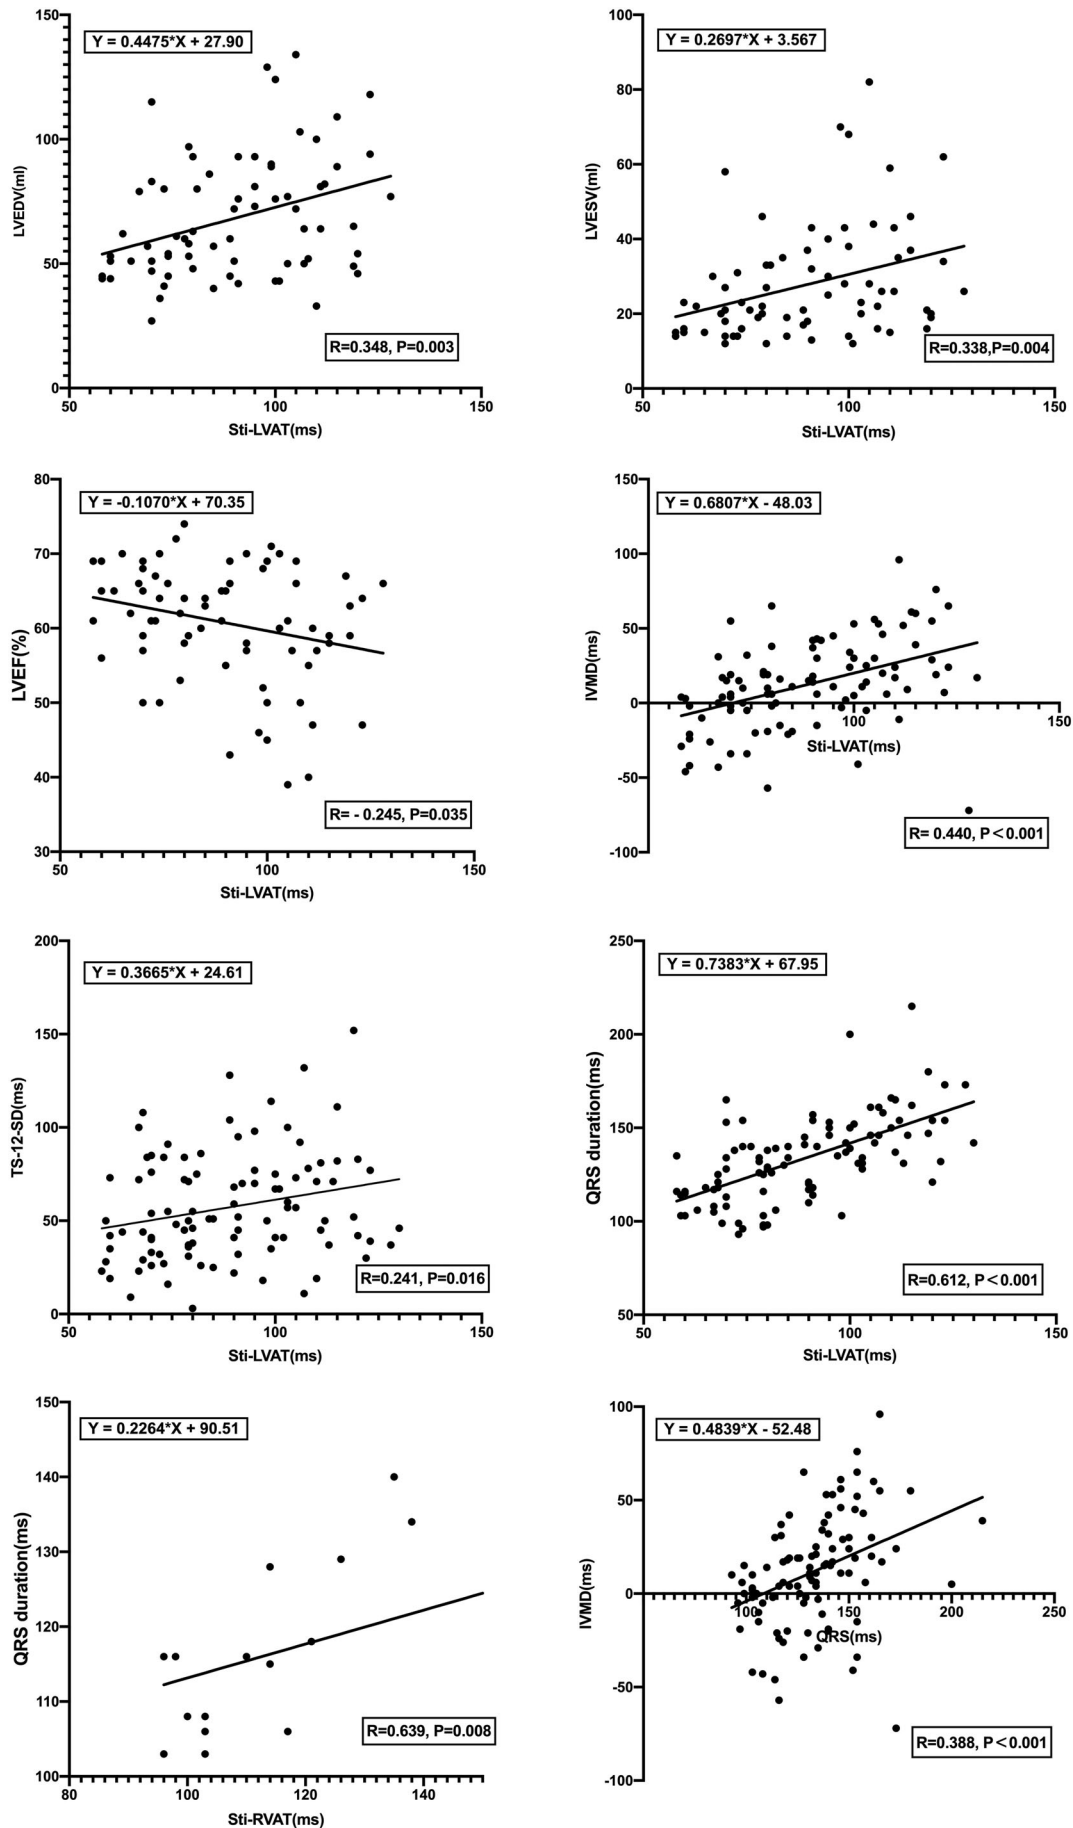 150
100
50
0
LVEDV(ml)
Y = 0.4475*X + 27.90
R=0.348, P=0.003
50
100
150
Sti-LVAT(ms)
100
80
60
40
20
0
LVESV(ml)
Y = 0.2697*X + 3.567
R=0.338,P=0.004
50
100
150
Sti-LVAT(ms)
80
70
60
50
40
30
LVEF(%)
Y = -0.1070*X + 70.35
R= - 0.245, P=0.035
50
100
150
Sti-LVAT(ms)
150
100
50
0
-50
-100
IVMD(ms)
Y = 0.6807*X - 48.03
100
150
Sti-LVAT(ms)
R= 0.440, P<0.001
200
150
100
50
0
TS-12-SD(ms)
Y = 0.3665*X + 24.61
R=0.241, P=0.016
50
100
150
Sti-LVAT(ms)
250
200
150
100
50
QRS duration(ms)
Y = 0.7383*X + 67.95
R=0.612, P<0.001
50
100
150
Sti-LVAT(ms)
150
140
130
120
110
100
QRS duration(ms)
Y = 0.2264*X + 90.51
R=0.639, P=0.008
80
100
120
140
Sti-RVAT(ms)
100
50
0
-50
-100
IVMD(ms)
Y = 0.4839*X - 52.48
100
150
200
250
QRS(ms)
R=0.388, P<0.001